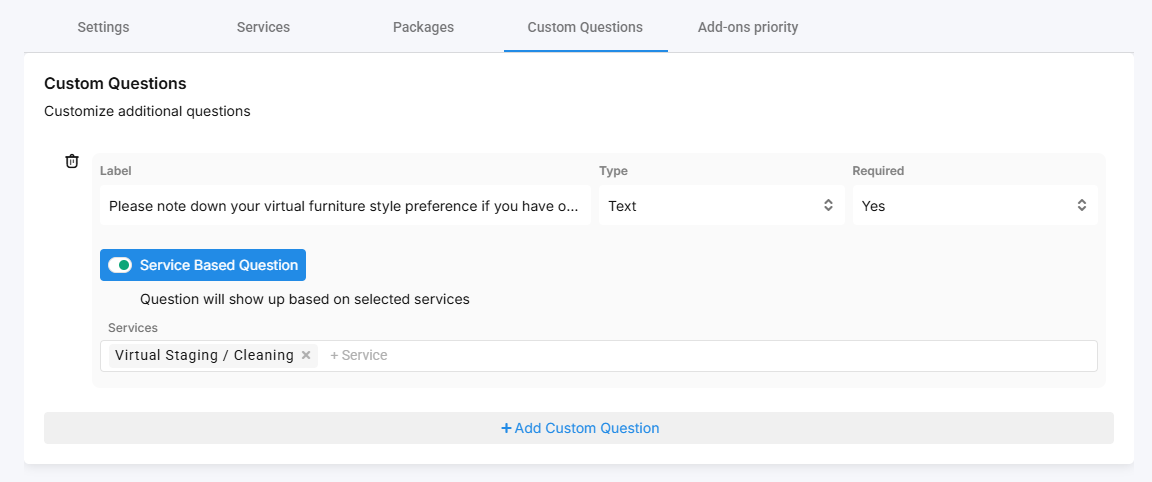 Settings Services Packages Custom Questions Add-ons priority
Custom Questions
Customize additional questions
Label Type Required
Please note down your virtual furniture style preference if you have o... Text Yes
Service Based Question
Question will show up based on selected services
Services
Virtual Staging / Cleaning × + Service
+ Add Custom Question